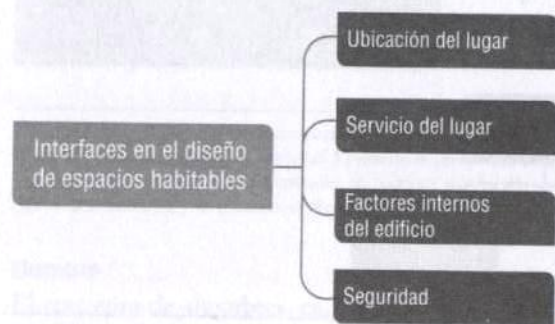 Interfaces en el diseño
de espacios habitables
Ubicación del lugar
Servicio del lugar
Factores internos
del edificio
Seguridad